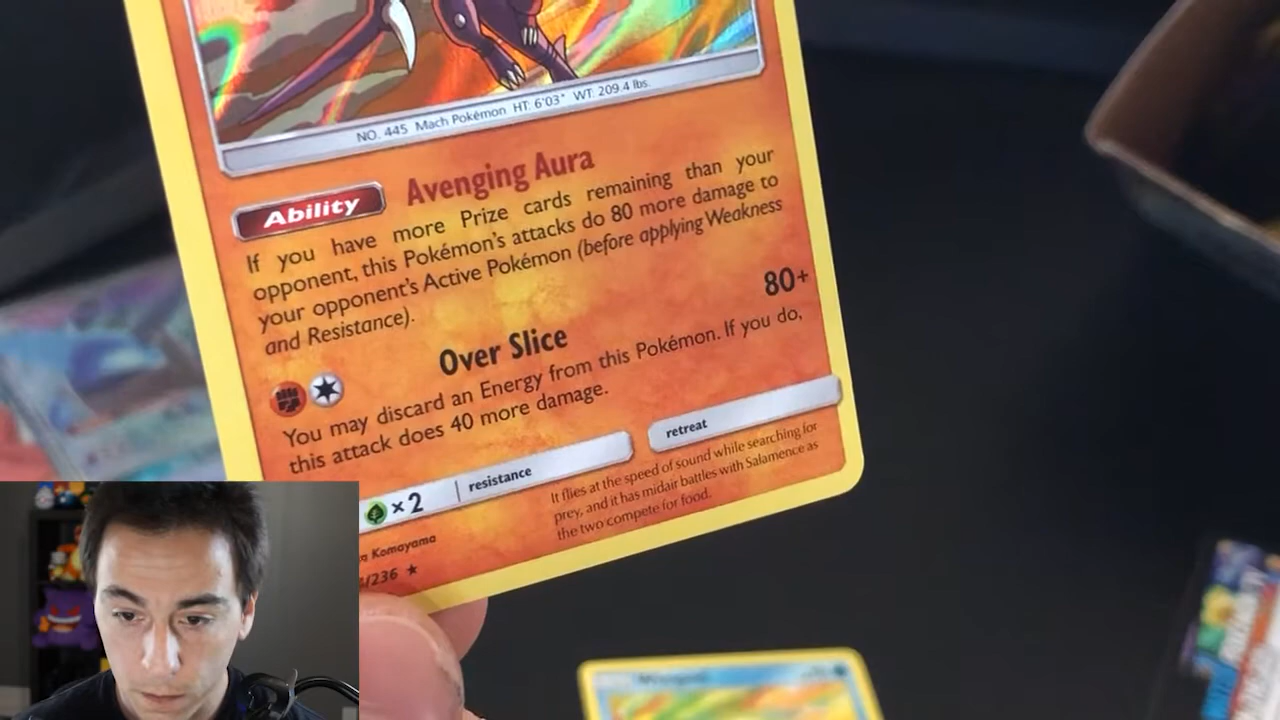 NO. 445 Mach Pokémon HT: 6'03" WT: 209.4 lbs.
Ability Avenging Aura
If you have more Prize cards remaining than your
opponent, this Pokémon's attacks do 80 more damage to
your opponent's Active Pokémon (before applying Weakness
and Resistance).
Over Slice 80+
You may discard an Energy from this Pokémon. If you do,
this attack does 40 more damage.
×2 resistance retreat
It flies at the speed of sound while searching for
prey, and it has midair battles with Salamence as
the two compete for food.
Komayama
/236